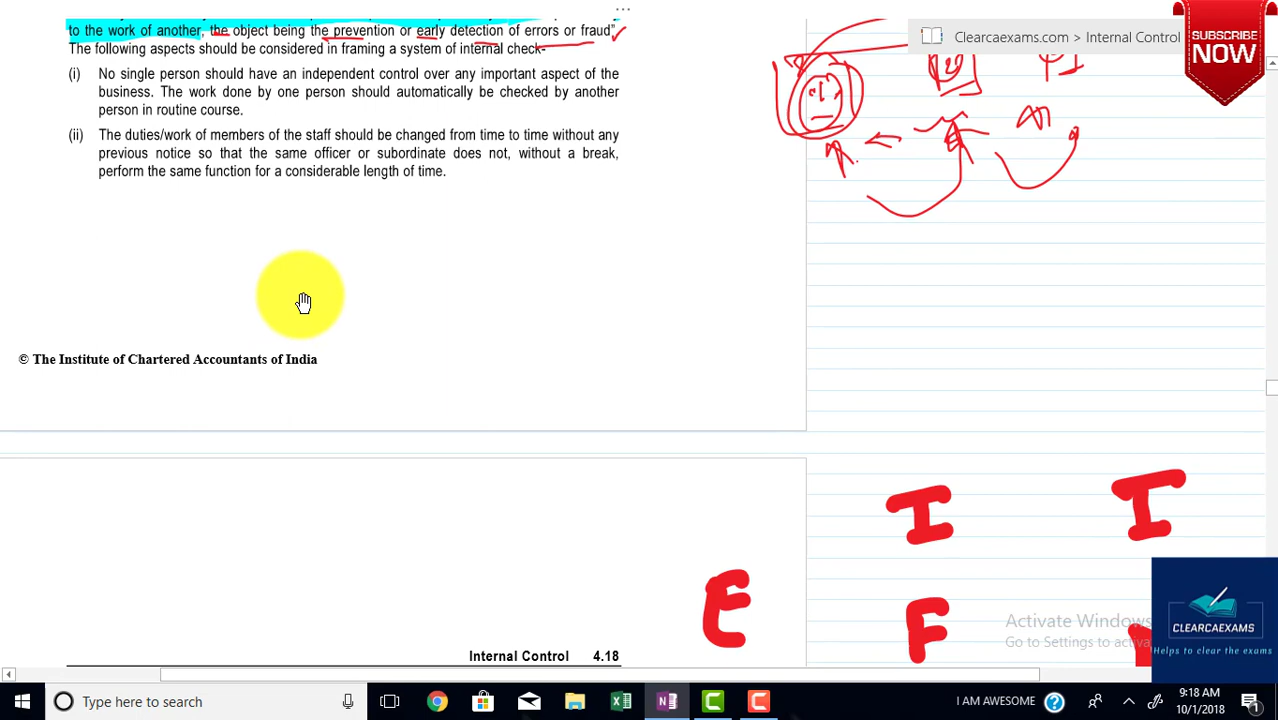 to the work of another, the object being the prevention or early detection of errors or fraud"
The following aspects should be considered in framing a system of internal check-
(i) No single person should have an independent control over any important aspect of the
business. The work done by one person should automatically be checked by another
person in routine course.
(ii) The duties/work of members of the staff should be changed from time to time without any
previous notice so that the same officer or subordinate does not, without a break,
perform the same function for a considerable length of time.
© The Institute of Chartered Accountants of India
Internal Control 4.18
Clearcaexams.com > Internal Control
SUBSCRIBE
NOW
I I
E F
Activate Windows
Go to Settings to
CLEARCAEXAMS
Helps to clear the exams
Type here to search
I AM AWESOME
9:18 AM
10/1/2018